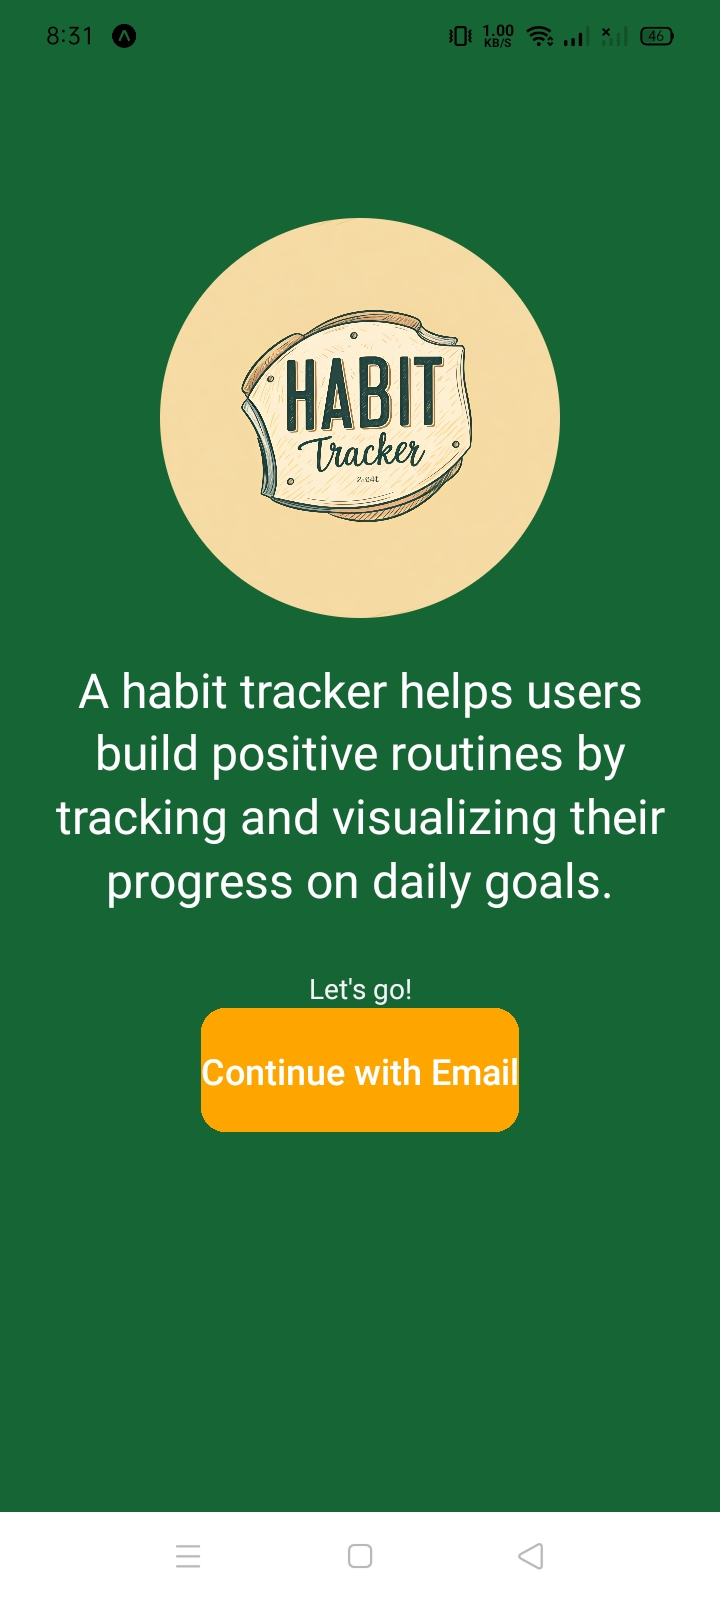 8:31
1.00
KB/S
46
HABIT
Tracker
A habit tracker helps users
build positive routines by
tracking and visualizing their
progress on daily goals.
Let's go!
Continue with Email